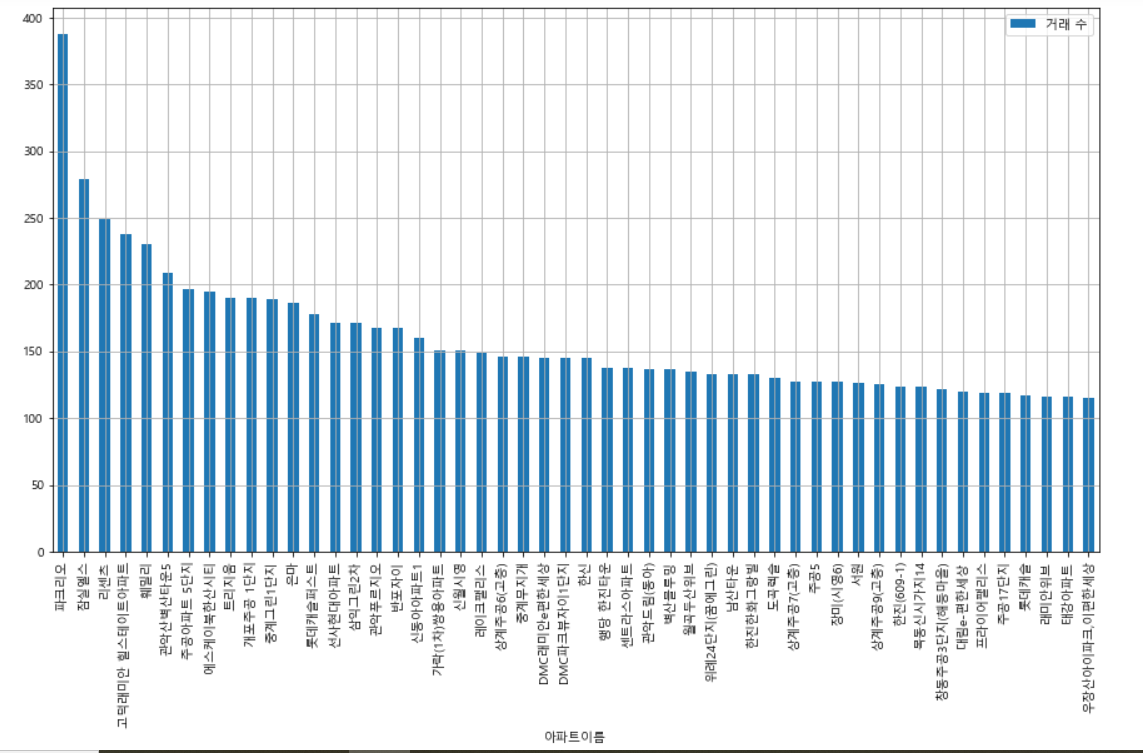 400
350
300
250
200
150
100
50
0
거래 수
파크리오
잠실엘스
리센츠
고덕래미안 힐스테이트아파트
훼밀리
관악산벽산타운5
주공아파트 5단지
에스케이북한산시티
트리지움
개포주공 1단지
중계그린1단지
은마
롯데캐슬퍼스트
선사현대아파트
삼익그린2차
관악푸르지오
반포자이
신동아아파트1
가락(1차)쌍용아파트
신월시영
레이크팰리스
상계주공6(고층)
중계무지개
DMC래미안e편한세상
DMC파크뷰자이1단지
한신
행당 한진타운
센트라스아파트
관악드림(동아)
벽산블루밍
월곡두산위브
위례24단지(꿈에그린)
남산타운
한진한화그랑빌
도곡렉슬
상계주공7(고층)
주공5
장미(시영6)
서원
상계주공9(고층)
한진(609-1)
목동신시가지14
창동주공3단지(해등마을)
대림e-편한세상
프라이어팰리스
주공17단지
롯데캐슬
래미안위브
태강아파트
우장산아이파크,이편한세상
아파트이름